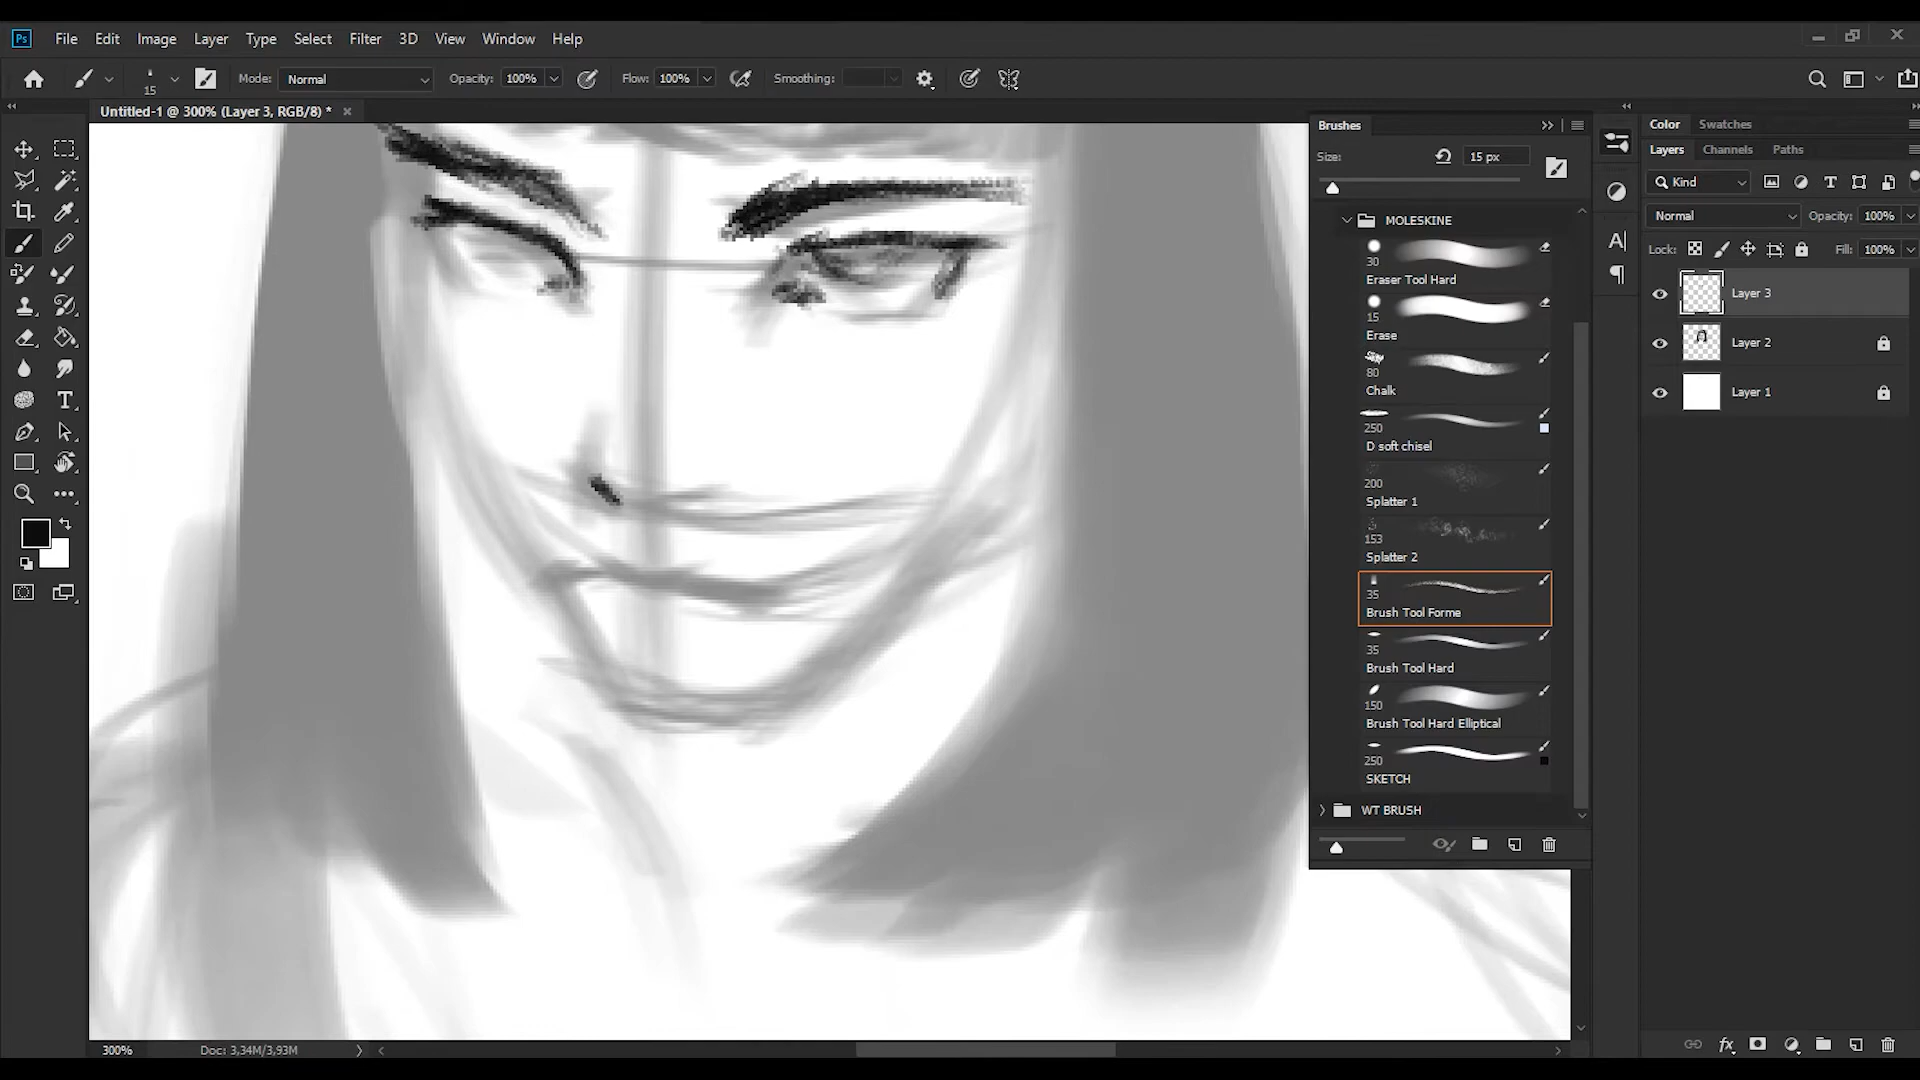 Ps File Edit Image Layer Type Select Filter 3D View Window Help
15 Mode: Normal Opacity: 100% Flow: 100% Smoothing:
Untitled-1 @ 300% (Layer 3, RGB/8) *
Brushes
Size: 15 px
MOLESKINE
30
Eraser Tool Hard
15
Erase
80
Chalk
250
D soft chisel
200
Splatter 1
153
Splatter 2
35
Brush Tool Forme
35
Brush Tool Hard
150
Brush Tool Hard Elliptical
250
SKETCH
WT BRUSH
Color Swatches
Layers Channels Paths
Kind
Normal Opacity: 100%
Lock: Fill: 100%
Layer 3
Layer 2
Layer 1
300% Doc: 3,34M/3,93M